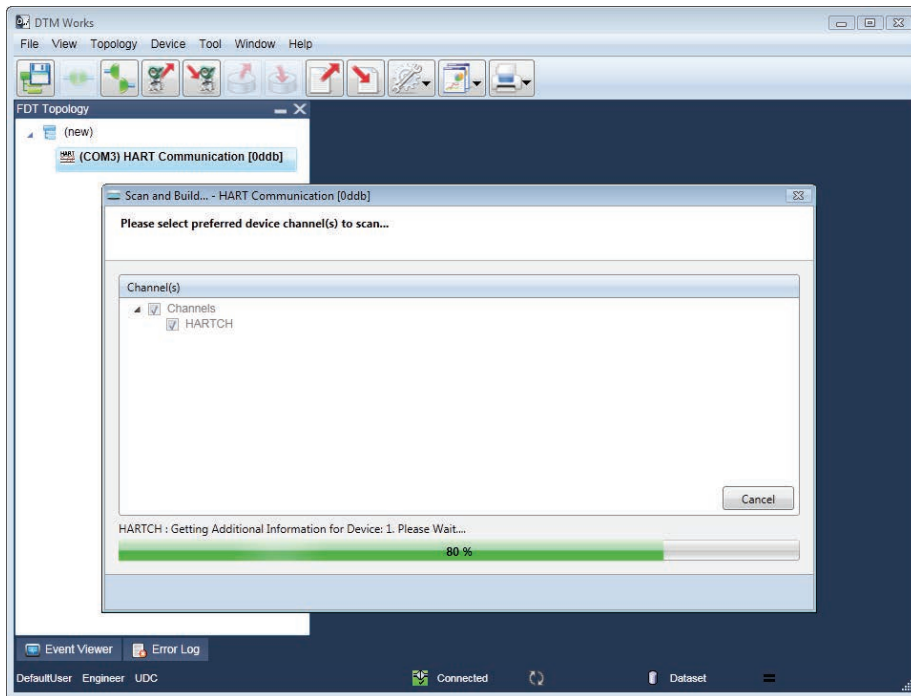 DTM Works
File View Topology Device Tool Window Help
FDT Topology
(new)
(COM3) HART Communication [0ddb]
Scan and Build... - HART Communication [0ddb]
Please select preferred device channel(s) to scan...
Channel(s)
Channels
HARTCH
Cancel
HARTCH : Getting Additional Information for Device: 1. Please Wait....
80 %
Event Viewer Error Log
DefaultUser Engineer UDC Connected Dataset